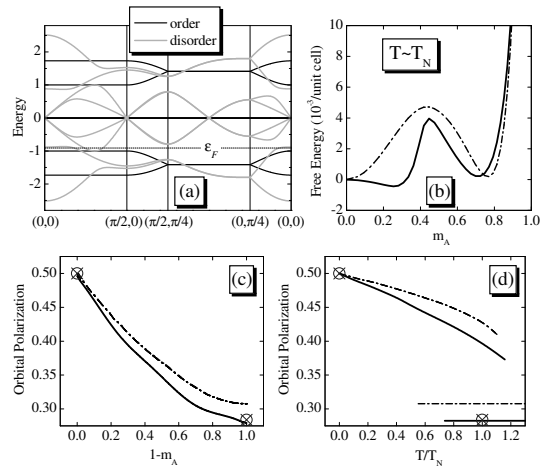 order
disorder
Energy
2
1
0
-1
-2
ε_F
(a)
(0,0)
(π/2,0)
(π/2,π/4)
(0,π/4)
(0,0)
Free Energy (10⁻³/unit cell)
10
8
6
4
2
0
-2
T~T_N
(b)
0.0
0.4
0.6
0.8
1.0
m_A
Orbital Polarization
0.50
0.45
0.40
0.35
0.30
(c)
0.0
0.2
0.4
0.6
0.8
1.0
1-m_A
Orbital Polarization
0.50
0.45
0.40
0.35
0.30
(d)
0.0
0.2
0.4
0.6
0.8
1.0
1.2
T/T_N